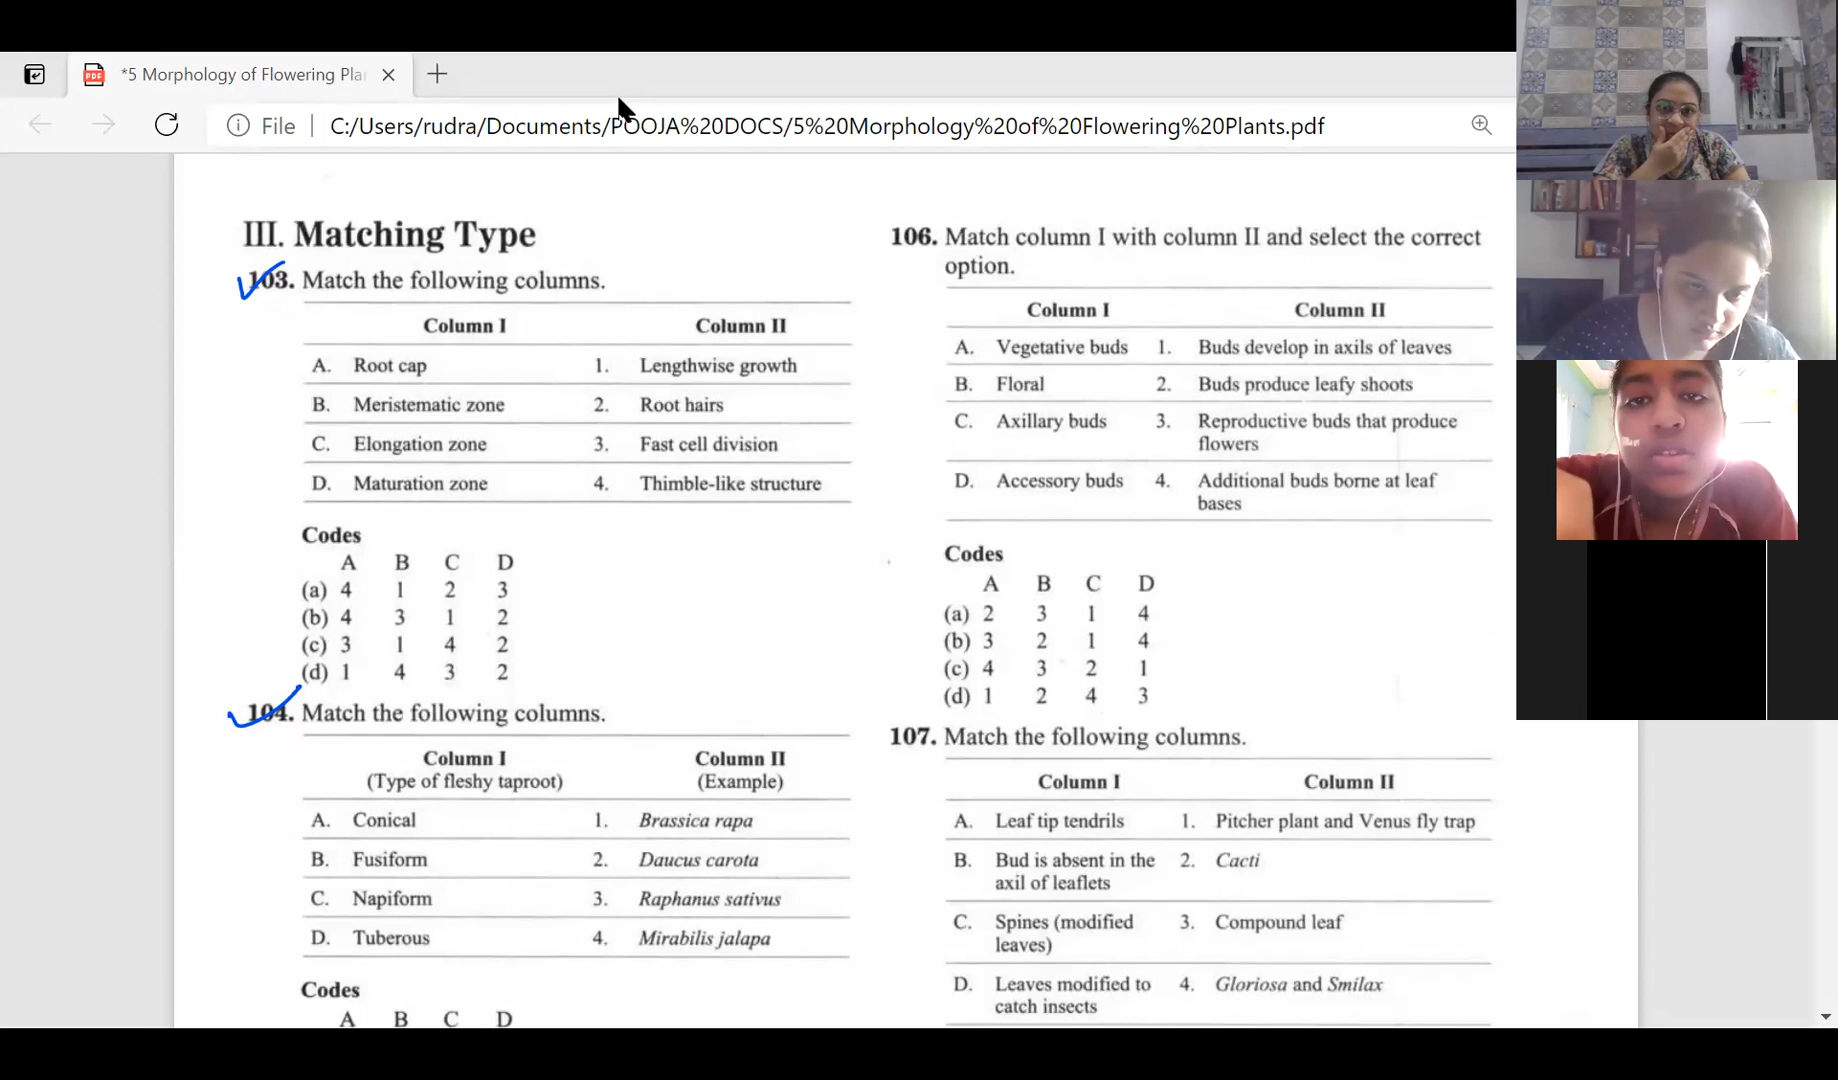 *5 Morphology of Flowering Pla
File | C:/Users/rudra/Documents/POOJA%20DOCS/5%20Morphology%20of%20Flowering%20Plants.pdf
III. Matching Type
103. Match the following columns.
Column I Column II
A. Root cap 1. Lengthwise growth
B. Meristematic zone 2. Root hairs
C. Elongation zone 3. Fast cell division
D. Maturation zone 4. Thimble-like structure
Codes
A B C D
(a) 4 1 2 3
(b) 4 3 1 2
(c) 3 1 4 2
(d) 1 4 3 2
104. Match the following columns.
Column I Column II
(Type of fleshy taproot) (Example)
A. Conical 1. Brassica rapa
B. Fusiform 2. Daucus carota
C. Napiform 3. Raphanus sativus
D. Tuberous 4. Mirabilis jalapa
Codes
A B C D
106. Match column I with column II and select the correct
option.
Column I Column II
A. Vegetative buds 1. Buds develop in axils of leaves
B. Floral 2. Buds produce leafy shoots
C. Axillary buds 3. Reproductive buds that produce
flowers
D. Accessory buds 4. Additional buds borne at leaf
bases
Codes
A B C D
(a) 2 3 1 4
(b) 3 2 1 4
(c) 4 3 2 1
(d) 1 2 4 3
107. Match the following columns.
Column I Column II
A. Leaf tip tendrils 1. Pitcher plant and Venus fly trap
B. Bud is absent in the 2. Cacti
axil of leaflets
C. Spines (modified 3. Compound leaf
leaves)
D. Leaves modified to 4. Gloriosa and Smilax
catch insects